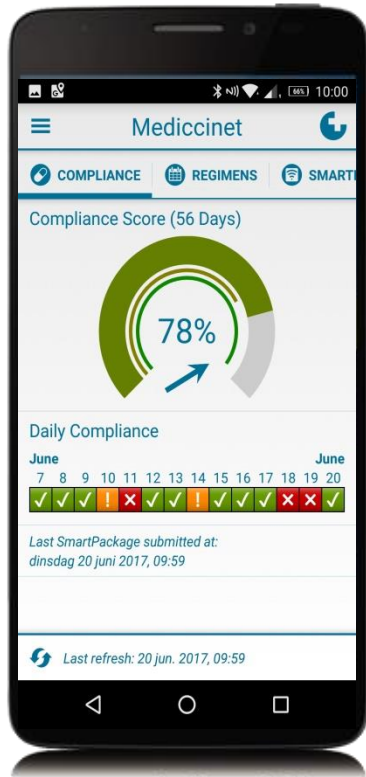 66% 10:00
Mediccinet
COMPLIANCE REGIMENS SMART
Compliance Score (56 Days)
78%
Daily Compliance
June June
7 8 9 10 11 12 13 14 15 16 17 18 19 20
Last SmartPackage submitted at:
dinsdag 20 juni 2017, 09:59
Last refresh: 20 jun. 2017, 09:59